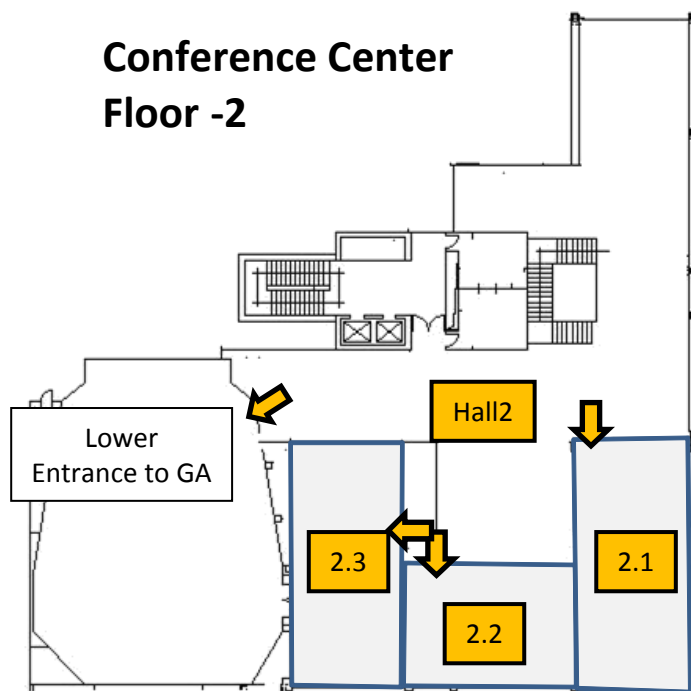 Conference Center
Floor -2
Hall2
Lower
Entrance to GA
2.3
2.1
2.2